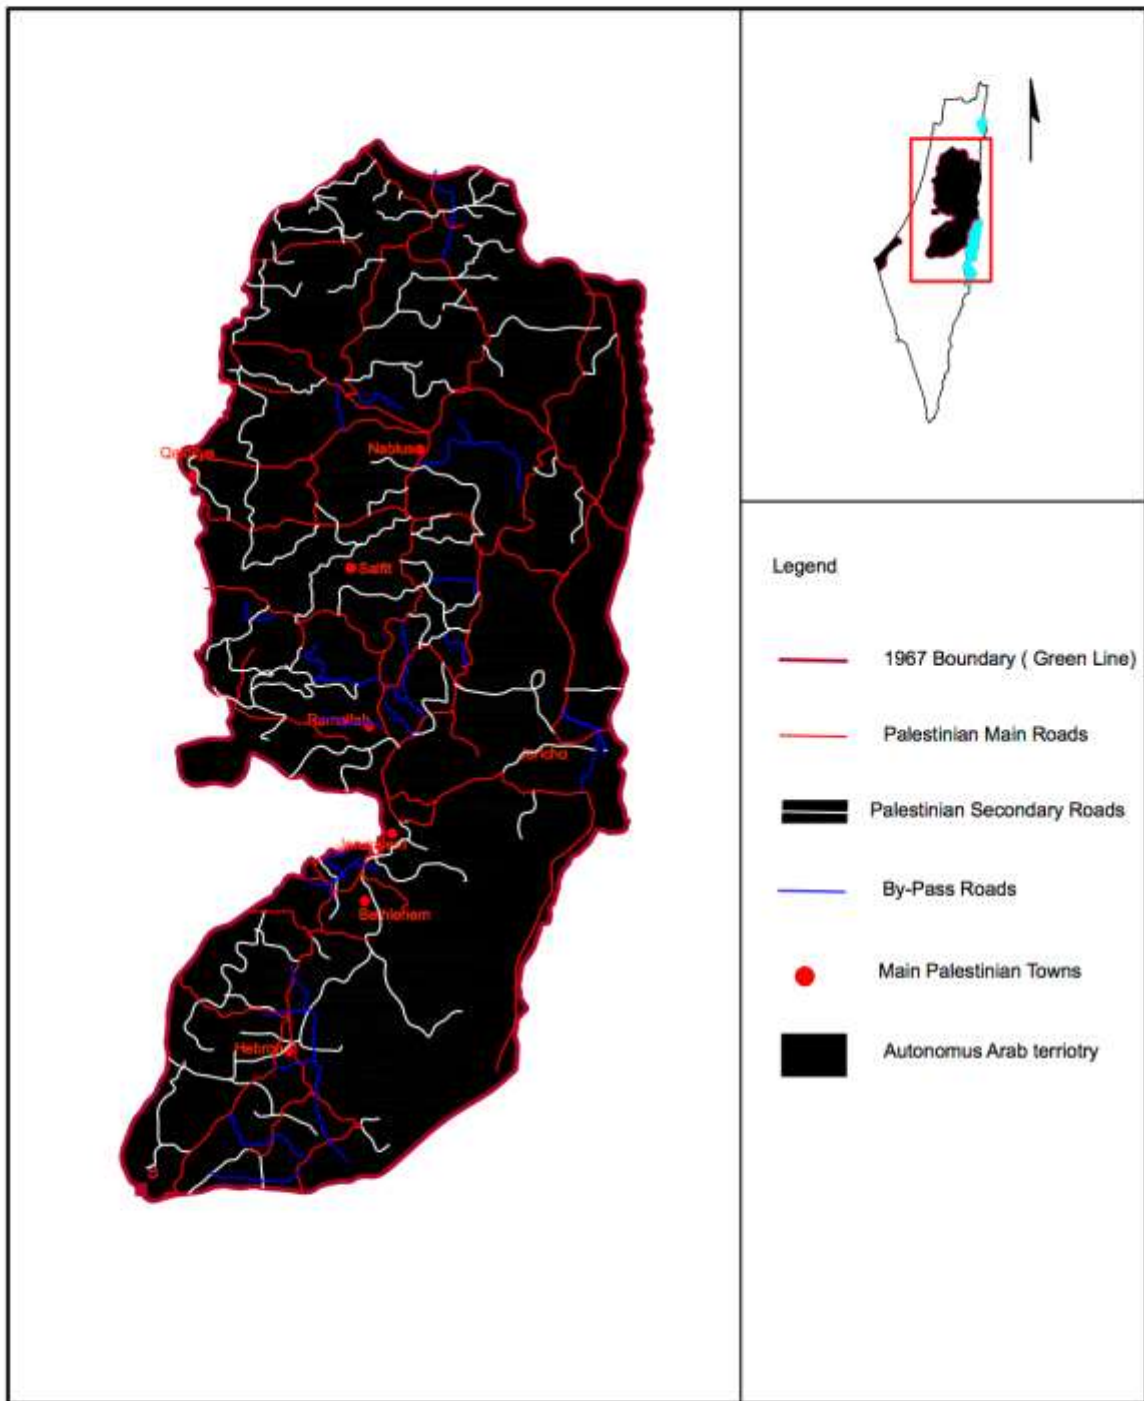 Nablus
Salfit
Ramallah
Jericho
Bethlehem
Hebron
Legend
1967 Boundary ( Green Line)
Palestinian Main Roads
Palestinian Secondary Roads
By-Pass Roads
Main Palestinian Towns
Autonomus Arab terriotry